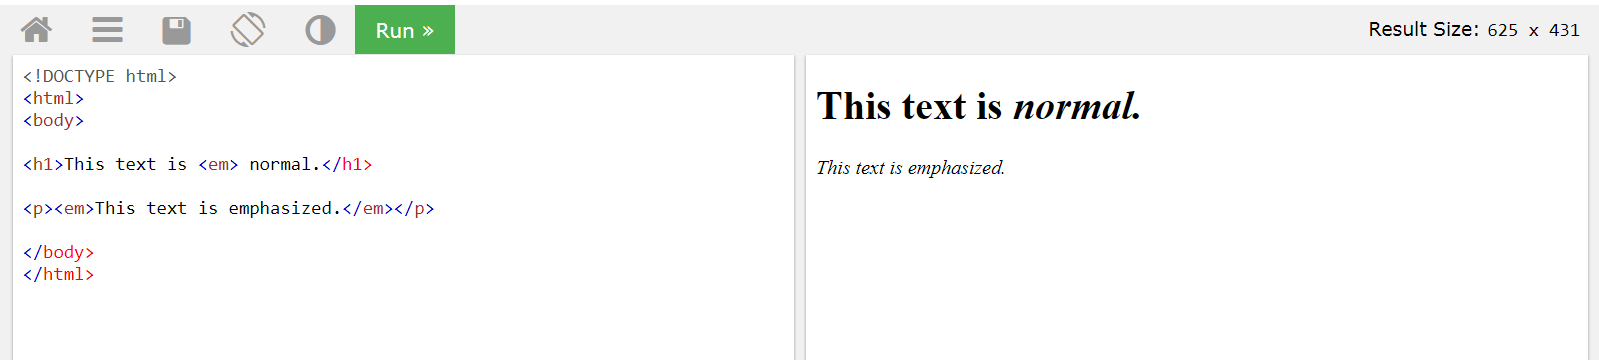 Run »
Result Size: 625 x 431
<!DOCTYPE html>
<html>
<body>
<h1>This text is <em> normal.</h1>
<p><em>This text is emphasized.</em></p>
</body>
</html>
This text is normal.
This text is emphasized.